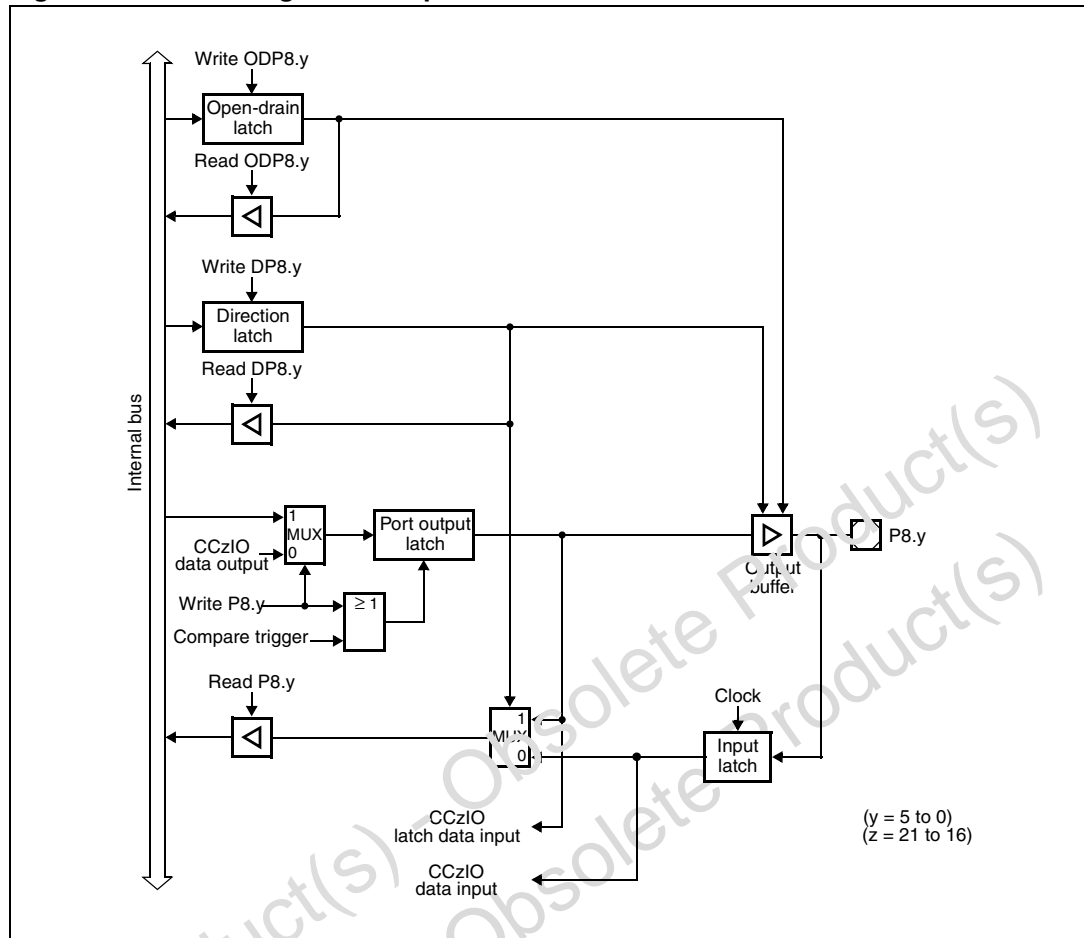 Write ODP8.y
Open-drain
latch
Read ODP8.y
Write DP8.y
Direction
latch
Read DP8.y
Internal bus
1
MUX
0
CCzIO
data output
Port output
latch
Output
buffer
P8.y
Write P8.y
≥ 1
Compare trigger
Read P8.y
1
MUX
0
Clock
Input
latch
CCzIO
latch data input
CCzIO
data input
(y = 5 to 0)
(z = 21 to 16)
Obsolete Product(s)
Obsolete Product(s)